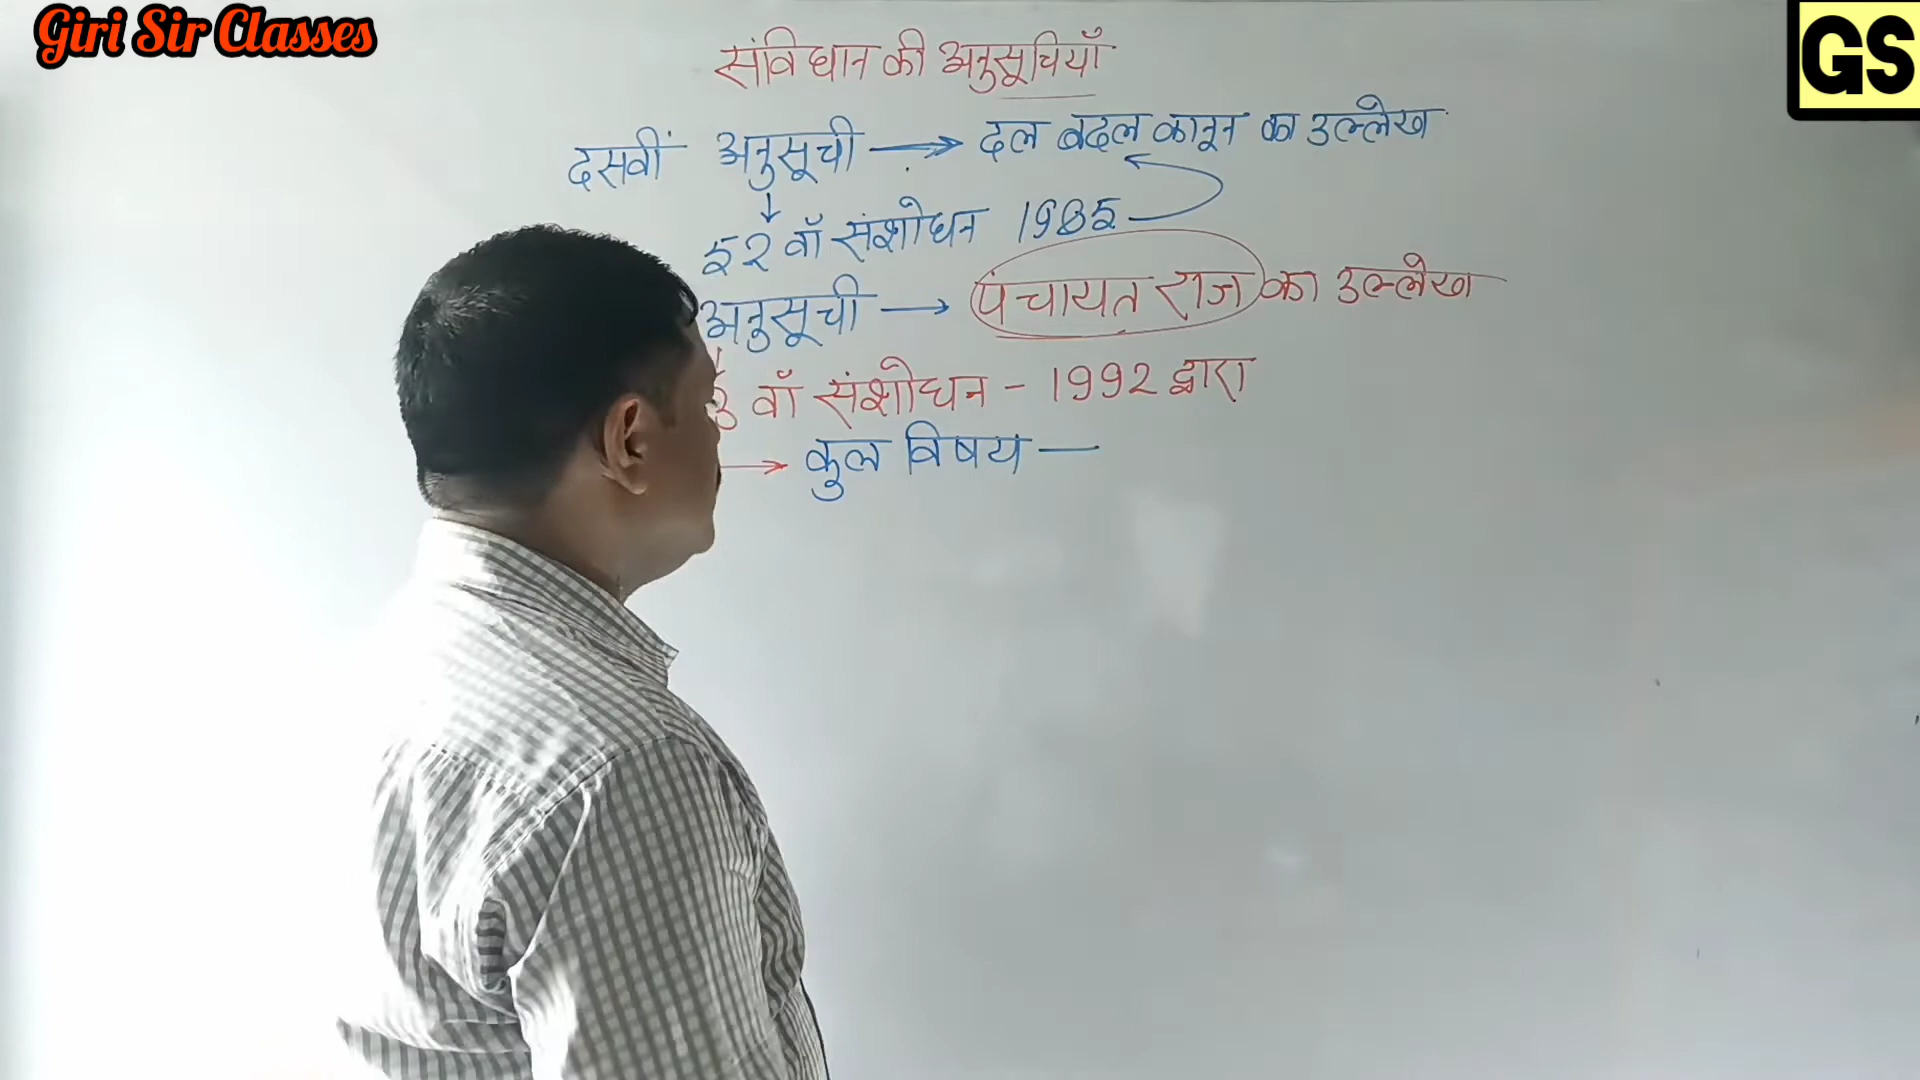 Giri Sir Classes
GS
संविधान की अनुसूचियाँ
दसवीं अनुसूची → दल बदल कानून का उल्लेख
↓
52 वाँ संशोधन 1985
अनुसूची → पंचायत राज का उल्लेख
3 वाँ संशोधन - 1992 द्वारा
→ कुल विषय —